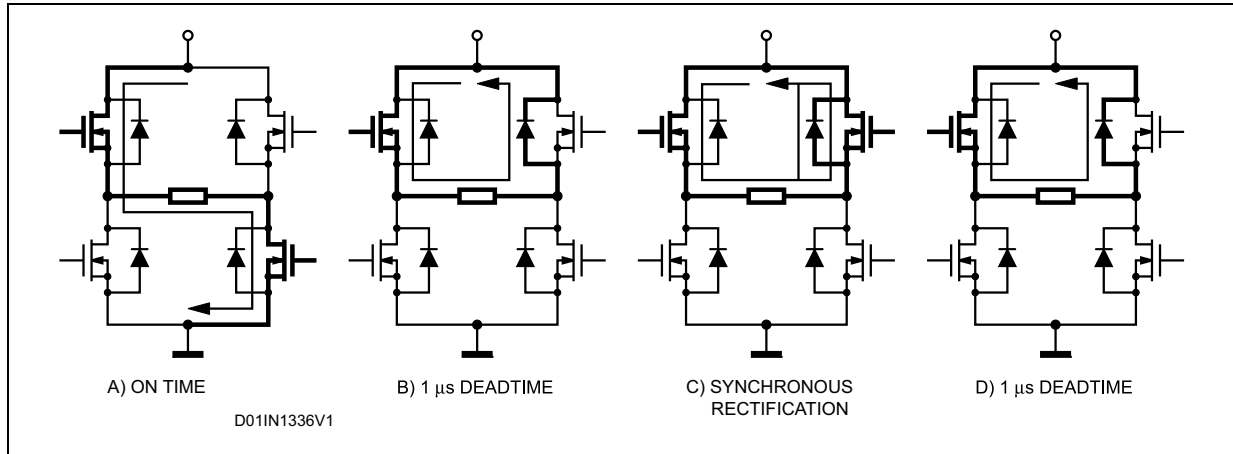 A) ON TIME
B) 1 μs DEADTIME
C) SYNCHRONOUS
RECTIFICATION
D) 1 μs DEADTIME
D01IN1336V1